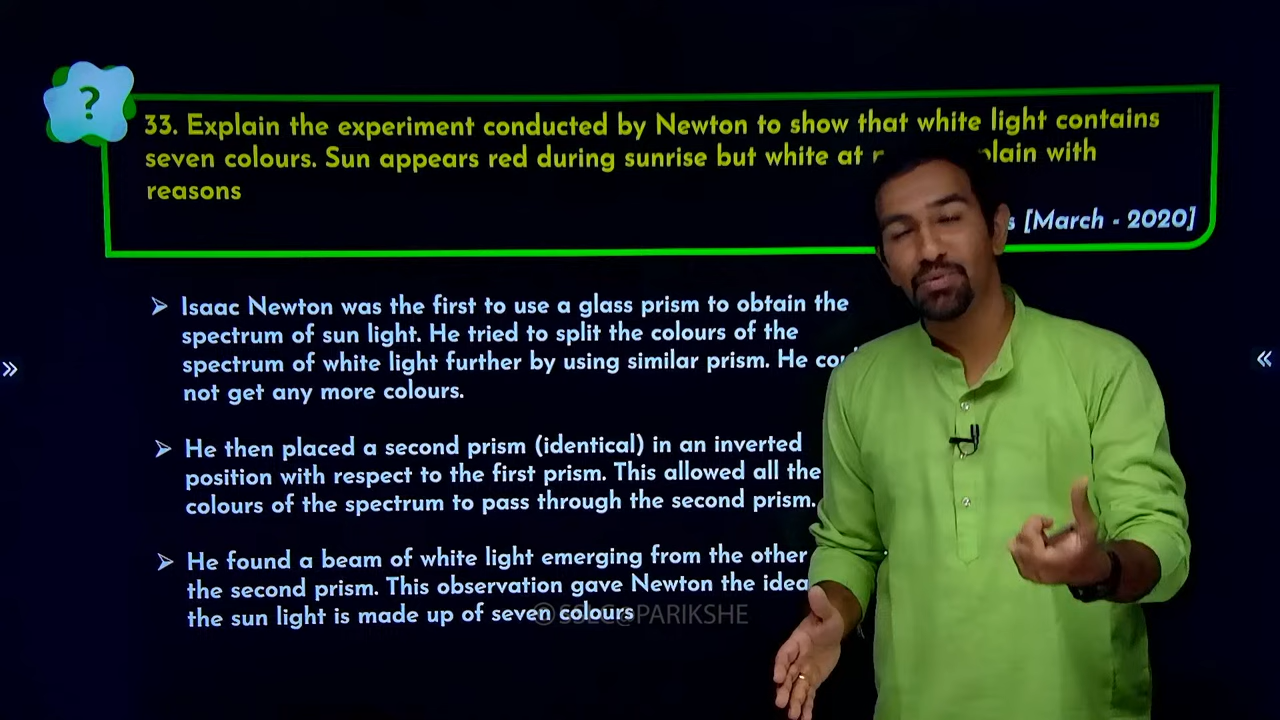 ?
33. Explain the experiment conducted by Newton to show that white light contains
seven colours. Sun appears red during sunrise but white at with
reasons
[March - 2020]
Isaac Newton was the first to use a glass prism to obtain the
spectrum of sun light. He tried to split the colours of the
spectrum of white light further by using similar prism. He
not get any more colours.
He then placed a second prism (identical) in an inverted
position with respect to the first prism. This allowed all the
colours of the spectrum to pass through the second prism.
He found a beam of white light emerging from the other
the second prism. This observation gave Newton the idea
the sun light is made up of seven colours
PARIKSHE